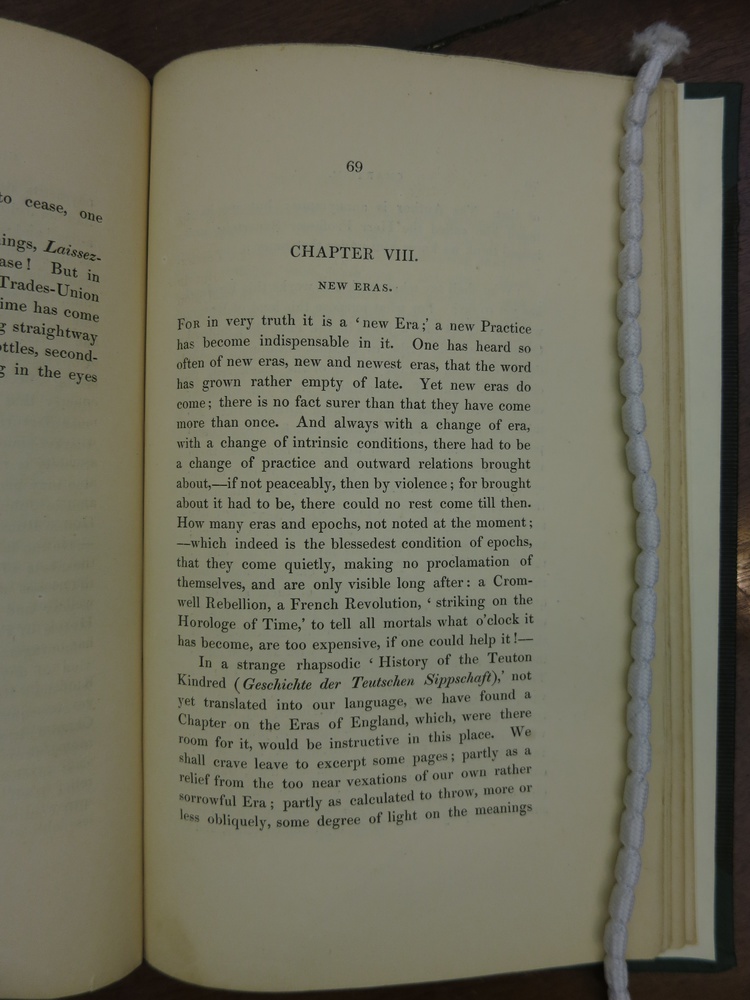 to cease, one
ings, Laissez-
ase! But in
Trades-Union
ime has come
g straightway
ottles, second-
g in the eyes
69
CHAPTER VIII.
NEW ERAS.
FOR in very truth it is a ‘new Era;’ a new Practice
has become indispensable in it. One has heard so
often of new eras, new and newest eras, that the word
has grown rather empty of late. Yet new eras do
come; there is no fact surer than that they have come
more than once. And always with a change of era,
with a change of intrinsic conditions, there had to be
a change of practice and outward relations brought
about,—if not peaceably, then by violence; for brought
about it had to be, there could no rest come till then.
How many eras and epochs, not noted at the moment;
—which indeed is the blessedest condition of epochs,
that they come quietly, making no proclamation of
themselves, and are only visible long after: a Crom-
well Rebellion, a French Revolution, ‘striking on the
Horologe of Time,’ to tell all mortals what o’clock it
has become, are too expensive, if one could help it!—
In a strange rhapsodic ‘History of the Teuton
Kindred (Geschichte der Teutschen Sippschaft),’ not
yet translated into our language, we have found a
Chapter on the Eras of England, which, were there
room for it, would be instructive in this place. We
shall crave leave to excerpt some pages; partly as a
relief from the too near vexations of our own rather
sorrowful Era; partly as calculated to throw, more or
less obliquely, some degree of light on the meanings